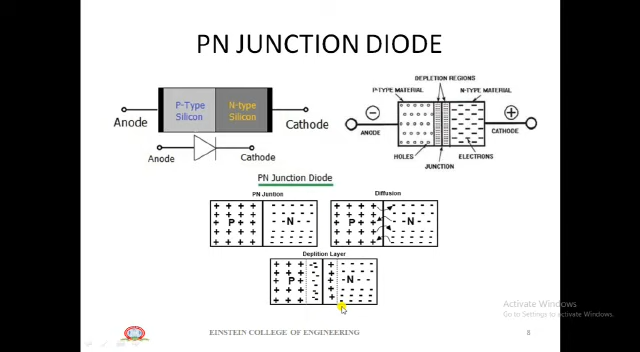 PN JUNCTION DIODE
P-Type
Silicon
N-type
Silicon
Anode
Cathode
Anode
Cathode
DEPLETION REGIONS
P-TYPE MATERIAL
N-TYPE MATERIAL
ANODE
CATHODE
HOLES
JUNCTION
ELECTRONS
PN Junction Diode
PN Juntion
P
N
Diffusion
P
N
Depltion Layer
P
N
Activate Windows
Go to Settings to activate Windows.
EINSTEIN COLLEGE OF ENGINEERING
8